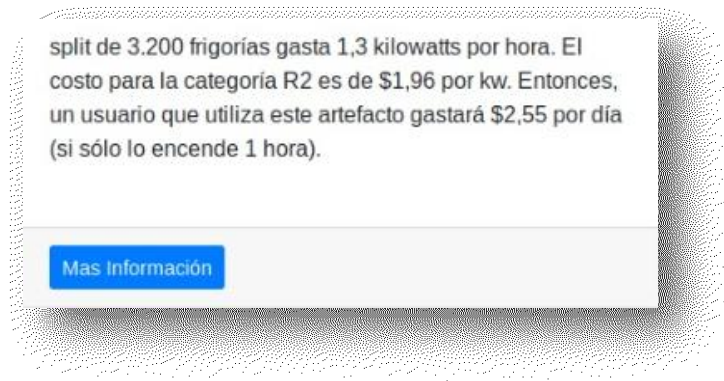 split de 3.200 frigorías gasta 1,3 kilowatts por hora. El
costo para la categoría R2 es de $1,96 por kw. Entonces,
un usuario que utiliza este artefacto gastará $2,55 por día
(si sólo lo encende 1 hora).
Mas Información